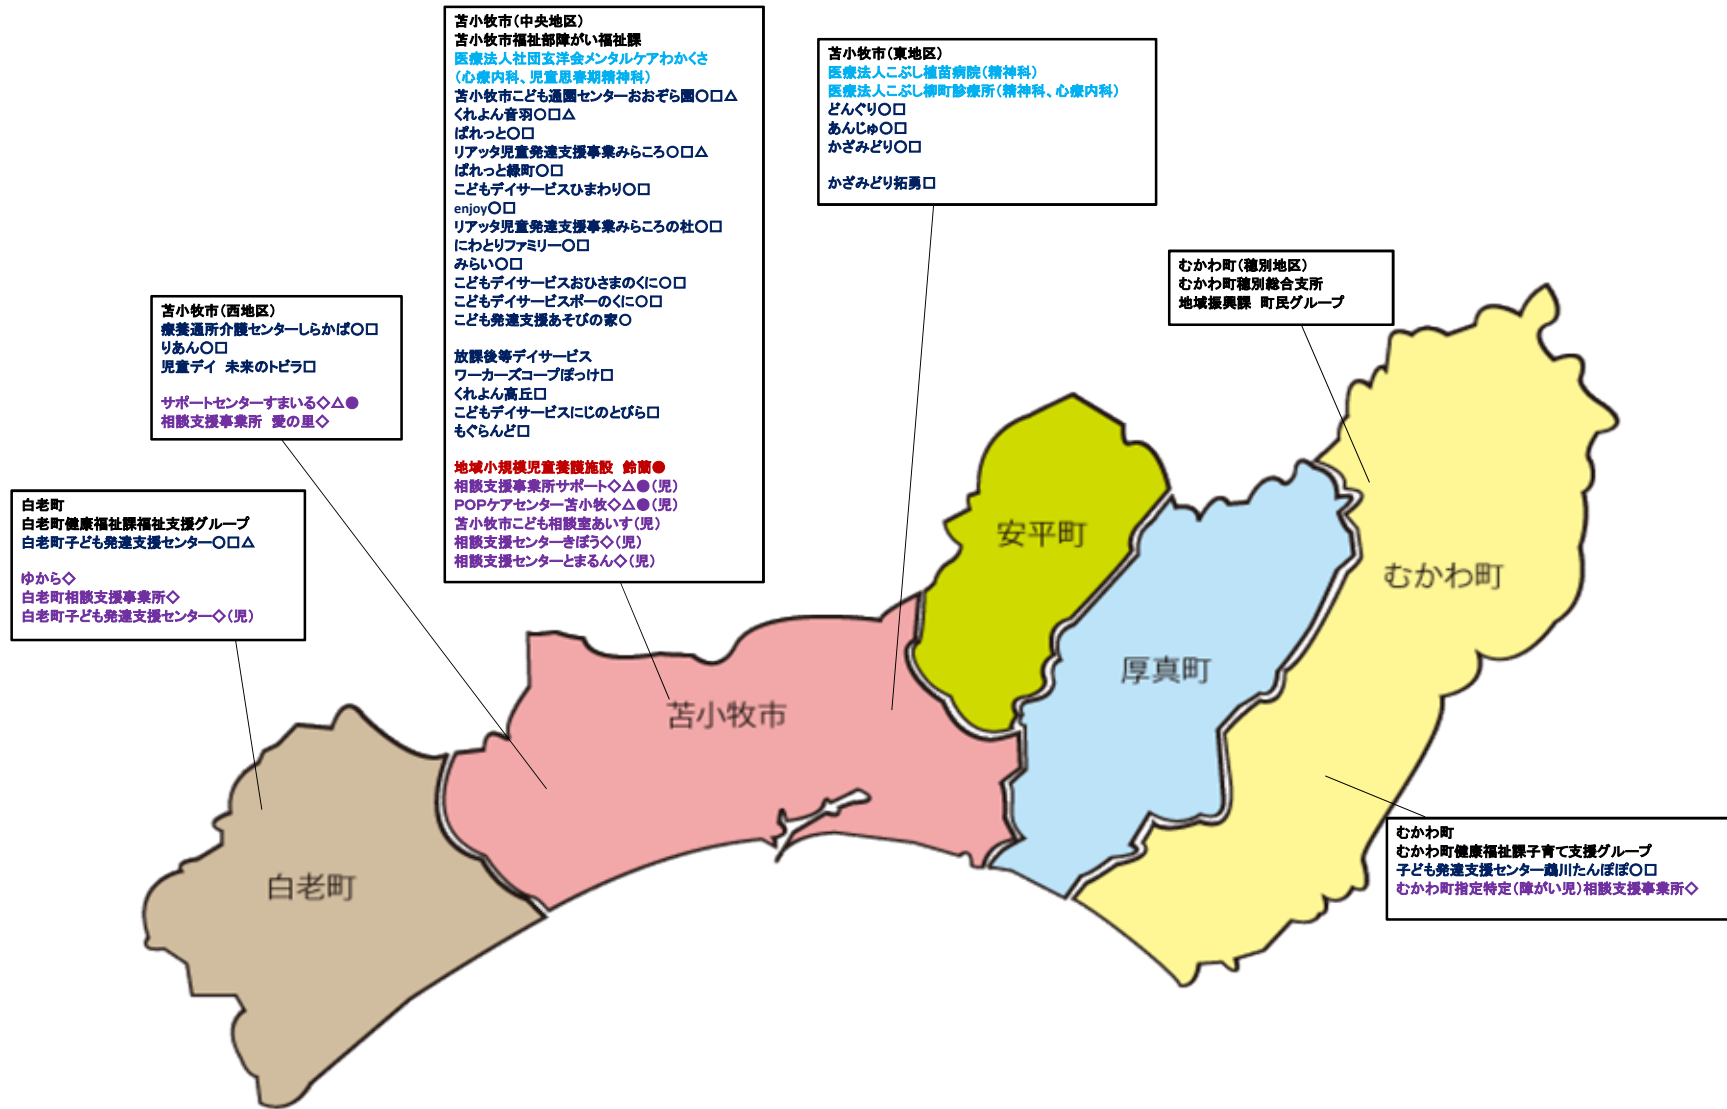 苫小牧市(中央地区)
苫小牧市福祉部障がい福祉課
医療法人社団玄洋会メンタルケアわかくさ
(心療内科、児童思春期精神科)
苫小牧市こども通園センターおおぞら園〇□△
くれよん音羽〇□△
ぱれっと〇□
リアッタ児童発達支援事業みらころ〇□△
ぱれっと緑町〇□
こどもデイサービスひまわり〇□
enjoy〇□
リアッタ児童発達支援事業みらころの杜〇□
にわとりファミリー〇□
みらい〇□
こどもデイサービスおひさまのくに〇□
こどもデイサービスポーのくに〇□
こども発達支援あそびの家〇
放課後等デイサービス
ワーカーズコープぽっけ□
くれよん高丘□
こどもデイサービスにじのとびら□
もぐらんど□
地域小規模児童養護施設 鈴蘭●
相談支援事業所サポート◇△●(児)
POPケアセンター苫小牧◇△●(児)
苫小牧市こども相談室あいす(児)
相談支援センターきぼう◇(児)
相談支援センターとまるん◇(児)
苫小牧市(東地区)
医療法人こぶし植苗病院(精神科)
医療法人こぶし柳町診療所(精神科、心療内科)
どんぐり〇□
あんじゅ〇□
かざみどり〇□
かざみどり拓勇□
むかわ町(穂別地区)
むかわ町穂別総合支所
地域振興課 町民グループ
苫小牧市(西地区)
療養通所介護センターしらかば〇□
りあん〇□
児童デイ 未来のトビラ□
サポートセンターすまいる◇△●
相談支援事業所 愛の里◇
白老町
白老町健康福祉課福祉支援グループ
白老町子ども発達支援センター〇□△
ゆから◇
白老町相談支援事業所◇
白老町子ども発達支援センター◇(児)
安平町
むかわ町
厚真町
苫小牧市
白老町
むかわ町
むかわ町健康福祉課子育て支援グループ
子ども発達支援センター鵡川たんぽぽ〇□
むかわ町指定特定(障がい児)相談支援事業所◇